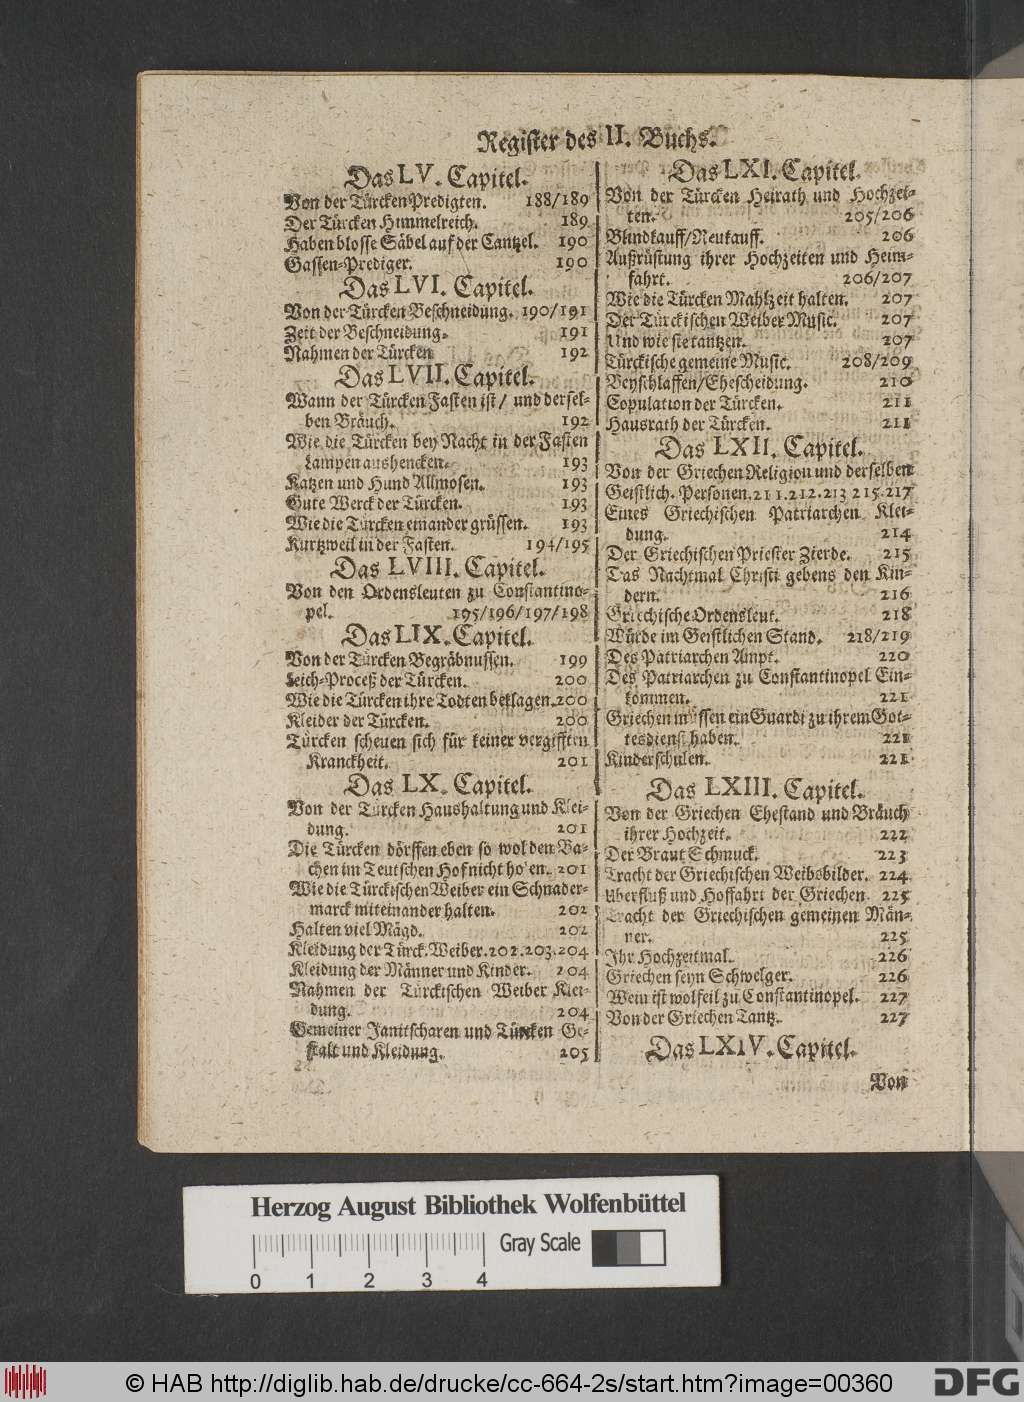 Register des II. Buchs.
Das LV. Capitel.
Von der Türcken Predigten. 188/189
Der Türcken Himmelreich. 189
Haben blosse Säbel auf der Cantzel. 190
Gassen-Prediger. 190
Das LVI. Capitel.
Von der Türcken Beschneidung. 190/191
Zeit der Beschneidung. 191
Nahmen der Türcken 192
Das LVII. Capitel.
Wann der Türcken Fasten ist/ und dersel-
ben Bräuch. 192
Wie die Türcken bey Nacht in der Fasten
Lampen aushencken. 193
Katzen und Hund Allmosen. 193
Gute Werck der Türcken. 193
Wie die Türcken einander grüssen. 193
Kurtzweil in der Fasten. 194/195
Das LVIII. Capitel.
Von den Ordensleuten zu Constantino-
pel. 195/196/197/198
Das LIX. Capitel.
Von der Türcken Begräbnussen. 199
Leich-Proceß der Türcken. 200
Wie die Türcken ihre Todten beklagen. 200
Kleider der Türcken. 200
Türcken scheuen sich für keiner vergifften
Kranckheit. 201
Das LX. Capitel.
Von der Türcken Haushaltung und Klei-
dung. 201
Die Türcken dörffen eben so wol den Ba-
chen im Teutschen Hof nicht ho'en. 201
Wie die Türckischen Weiber ein Schnader-
marck miteinander halten. 202
Halten viel Mägd. 202
Kleidung der Türck. Weiber. 202. 203. 204
Kleidung der Männer und Kinder. 204
Nahmen der Türckischen Weiber Klei-
dung. 204
Gemeiner Janitscharen und Türcken Ge-
stalt und Kleidung. 205
Das LXI. Capitel.
Von der Türcken Heirath und Hochzei-
ten. 205/206
Blindkauff/Neukauff. 206
Außrüstung ihrer Hochzeiten und Heim-
fahrt. 206/207
Wie die Türcken Mahlzeit halten. 207
Der Türckischen Weiber Music. 207
Und wie sie tantzen. 207
Türckische gemeine Music. 208/209
Beyschlaffen/Ehescheidung. 210
Copulation der Türcken. 211
Hausrath der Türcken. 211
Das LXII. Capitel.
Von der Griechen Religion und derselben
Geistlich. Personen. 211. 212. 213 215. 217
Eines Griechischen Patriarchen Klei-
dung. 214
Der Griechischen Priester Zierde. 215
Das Nachtmal Christi gebens den Kin-
dern. 216
Griechische Ordensleut. 218
Würde im Geistlichen Stand. 218/219
Des Patriarchen Ampt. 220
Des Patriarchen zu Constantinopel Ein-
kommen. 221
Griechen müssen ein Guardi zu ihrem Got-
tesdienst haben. 221
Kinderschulen. 221
Das LXIII. Capitel.
Von der Griechen Ehestand und Bräuch
ihrer Hochzeit. 222
Der Braut Schmuck. 223
Tracht der Griechischen Weibsbilder. 224
Uberfluß und Hoffahrt der Griechen 225
Tracht der Griechischen gemeinen Män-
ner. 225
Ihr Hochzeitmal. 226
Griechen seyn Schwelger. 226
Wein ist wolfeil zu Constantinopel. 227
Von der Griechen Tantz. 227
Das LXIV. Capitel.
Von
Herzog August Bibliothek Wolfenbüttel
Gray Scale
0 1 2 3 4
© HAB http://diglib.hab.de/drucke/cc-664-2s/start.htm?image=00360
DFG